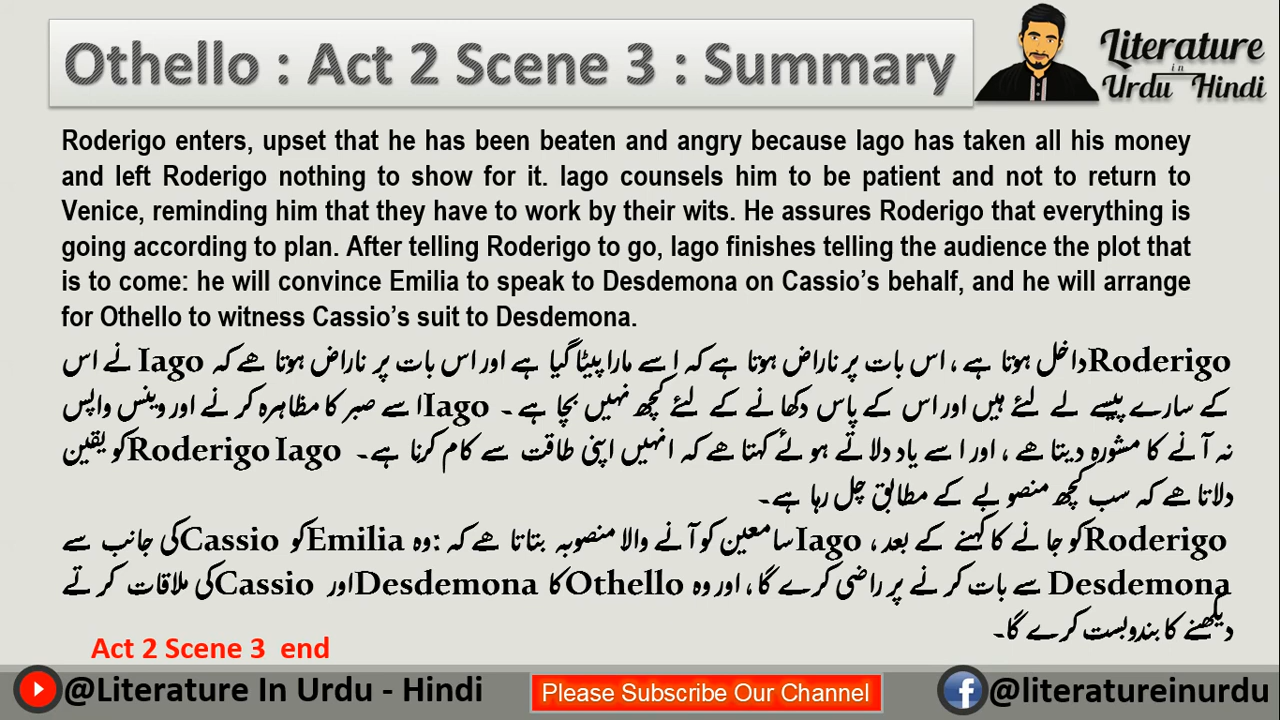 Othello : Act 2 Scene 3 : Summary
Literature
in
Urdu Hindi
Roderigo enters, upset that he has been beaten and angry because Iago has taken all his money
and left Roderigo nothing to show for it. Iago counsels him to be patient and not to return to
Venice, reminding him that they have to work by their wits. He assures Roderigo that everything is
going according to plan. After telling Roderigo to go, Iago finishes telling the audience the plot that
is to come: he will convince Emilia to speak to Desdemona on Cassio’s behalf, and he will arrange
for Othello to witness Cassio’s suit to Desdemona.
Roderigo داخل ہوتا ہے ، اس بات پر ناراض ہوتا ہے کہ اسے مارا پیٹا گیا ہے اور اس بات پر ناراض ہوتا ھے کہ Iago نے اس
کے سارے پیسے لے لئے ہیں اور اس کے پاس دکھانے کے لئے کچھ نہیں بچا ہے ۔ Iago اسے صبر کا مظاہرہ کرنے اور وینس واپس
نہ آنے کا مشورہ دیتا ھے ، اور اسے یاد دلاتے ہوئے کہتا ھے کہ انہیں اپنی طاقت سے کام کرنا ہے۔ Roderigo Iago کو یقین
دلاتا ھے کہ سب کچھ منصوبے کے مطابق چل رہا ہے۔
Roderigo کو جانے کا کہنے کے بعد ، Iago سامعین کو آنے والا منصوبہ بتاتا ھے کہ :وہ Emilia کو Cassio کی جانب سے
Desdemona سے بات کرنے پر راضی کرے گا ، اور وہ Othello کا Desdemona اور Cassio کی ملاقات کرتے
دیکھنے کا بندوبست کرے گا۔
Act 2 Scene 3 end
@Literature In Urdu - Hindi
Please Subscribe Our Channel
@literatureinurdu